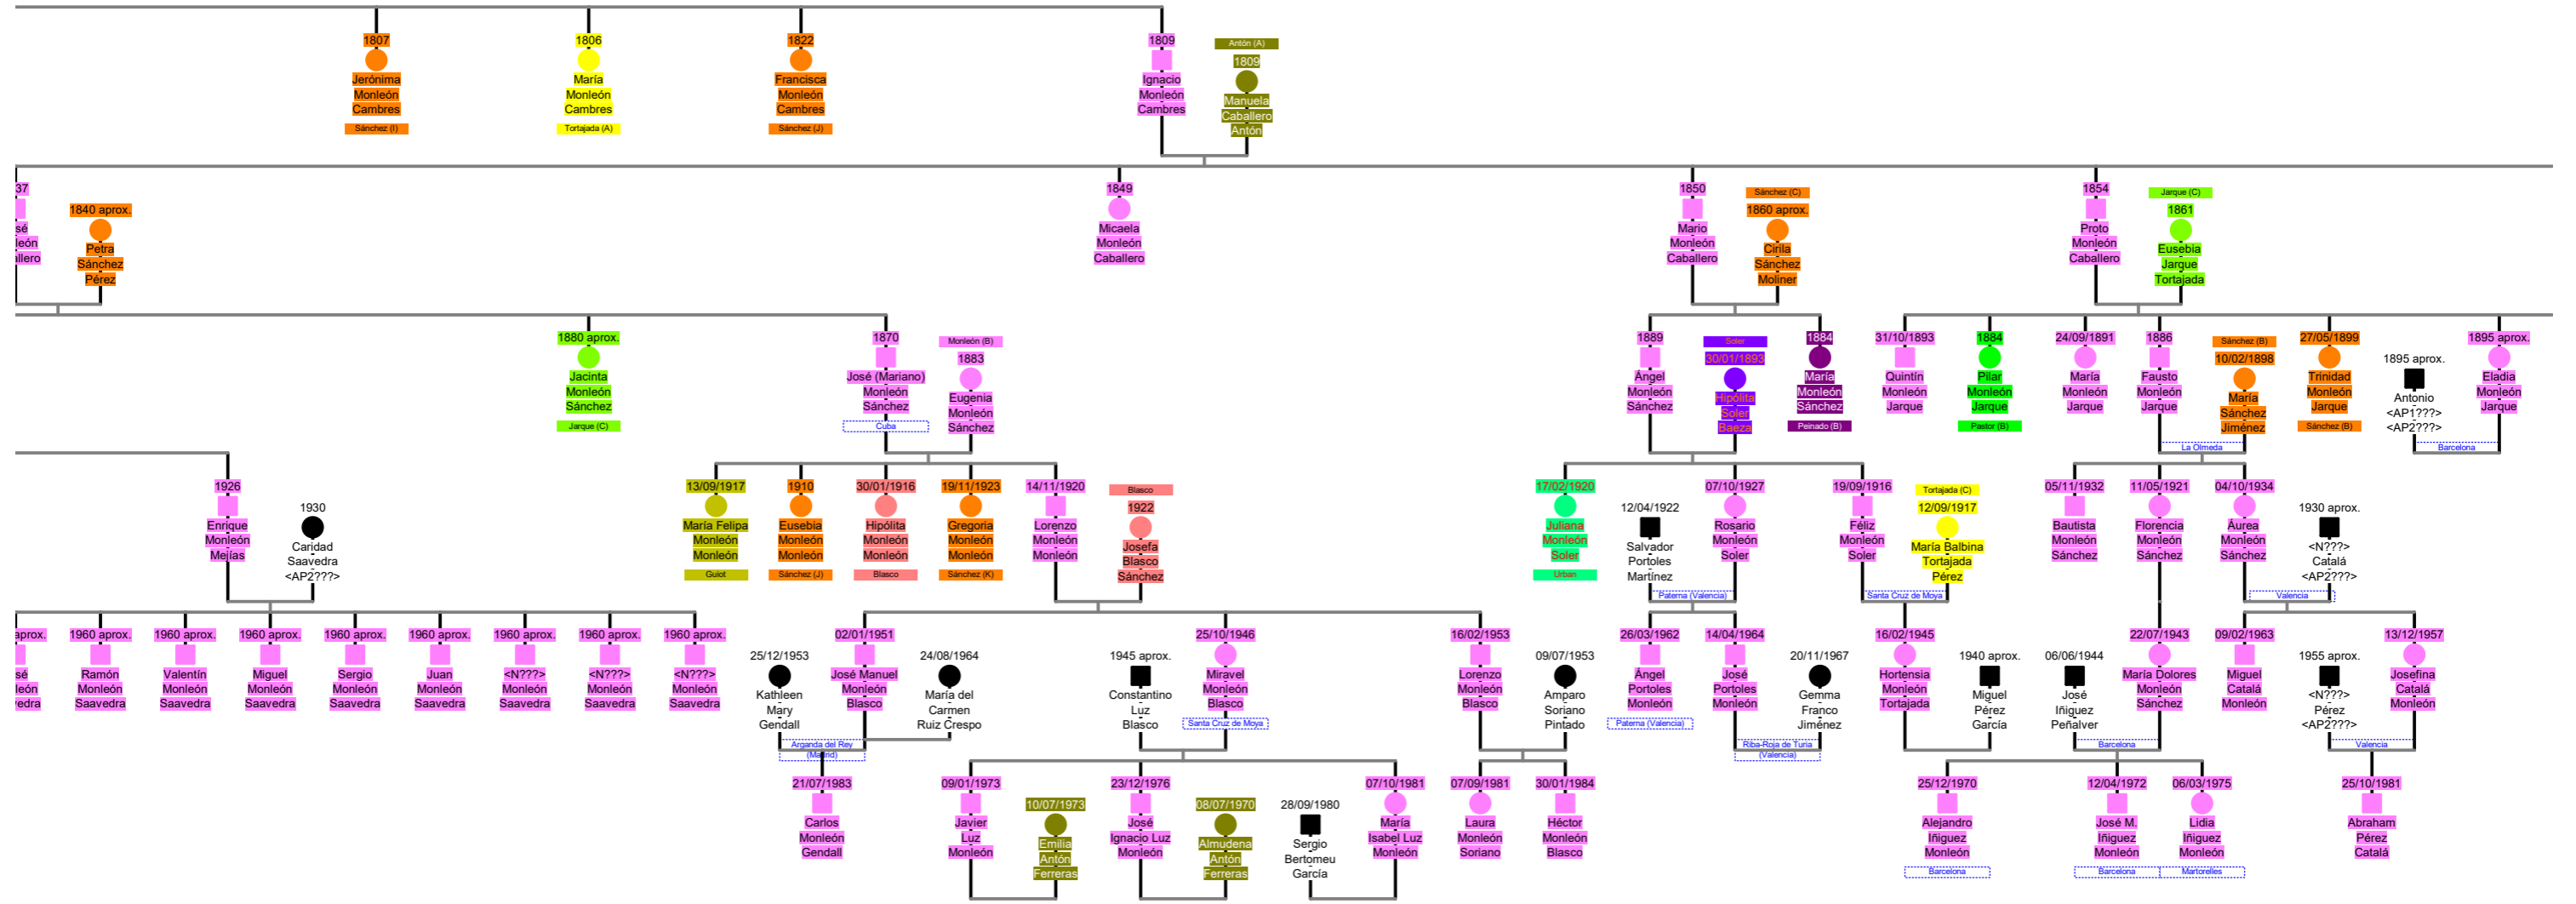 1807
Jerónima
Monleón
Cambres
Sánchez (I)
1806
María
Monleón
Cambres
Tortajada (A)
1822
Francisca
Monleón
Cambres
Sánchez (J)
1809
Ignacio
Monleón
Cambres
Antón (A)
1809
Manuela
Caballero
Antón
37
sé
león
allero
1840 aprox.
Petra
Sánchez
Pérez
1849
Micaela
Monleón
Caballero
1850
Mario
Monleón
Caballero
Sánchez (C)
1860 aprox.
Cirila
Sánchez
Moliner
1854
Proto
Monleón
Caballero
Jarque (C)
1861
Eusebia
Jarque
Tortajada
1880 aprox.
Jacinta
Monleón
Sánchez
Jarque (C)
1870
José (Mariano)
Monleón
Sánchez
Cuba
Monleón (B)
1883
Eugenia
Monleón
Sánchez
1889
Ángel
Monleón
Sánchez
Soler
30/01/1893
Hipólita
Soler
Baeza
1884
María
Monleón
Sánchez
Peinado (B)
31/10/1893
Quintín
Monleón
Jarque
1884
Pilar
Monleón
Jarque
Pastor (B)
24/09/1891
María
Monleón
Jarque
1886
Fausto
Monleón
Jarque
Sánchez (B)
10/02/1898
María
Sánchez
Jiménez
La Olmeda
27/05/1899
Trinidad
Monleón
Jarque
Sánchez (B)
1895 aprox.
Antonio
<AP1???>
<AP2???>
1895 aprox.
Eladia
Monleón
Jarque
Barcelona
1926
Enrique
Monleón
Mejías
1930
Caridad
Saavedra
<AP2???>
13/09/1917
María Felipa
Monleón
Monleón
Guiot
1910
Eusebia
Monleón
Monleón
Sánchez (J)
30/01/1916
Hipólita
Monleón
Monleón
Blasco
19/11/1923
Gregoria
Monleón
Monleón
Sánchez (K)
14/11/1920
Lorenzo
Monleón
Monleón
Blasco
1922
Josefa
Blasco
Sánchez
17/02/1920
Juliana
Monleón
Soler
Urban
12/04/1922
Salvador
Portoles
Martínez
07/10/1927
Rosario
Monleón
Soler
Paterna (Valencia)
19/09/1916
Féliz
Monleón
Soler
Tortajada (C)
12/09/1917
María Balbina
Tortajada
Pérez
Santa Cruz de Moya
05/11/1932
Bautista
Monleón
Sánchez
11/05/1921
Florencia
Monleón
Sánchez
04/10/1934
Áurea
Monleón
Sánchez
1930 aprox.
<N???>
Catalá
<AP2???>
Valencia
aprox.
sé
león
vedra
1960 aprox.
Ramón
Monleón
Saavedra
1960 aprox.
Valentín
Monleón
Saavedra
1960 aprox.
Miguel
Monleón
Saavedra
1960 aprox.
Sergio
Monleón
Saavedra
1960 aprox.
Juan
Monleón
Saavedra
1960 aprox.
<N???>
Monleón
Saavedra
1960 aprox.
<N???>
Monleón
Saavedra
1960 aprox.
<N???>
Monleón
Saavedra
25/12/1953
Kathleen
Mary
Gendall
02/01/1951
José Manuel
Monleón
Blasco
24/08/1964
María del
Carmen
Ruiz Crespo
Arganda del Rey
(Madrid)
1945 aprox.
Constantino
Luz
Blasco
25/10/1946
Miravel
Monleón
Blasco
Santa Cruz de Moya
16/02/1953
Lorenzo
Monleón
Blasco
09/07/1953
Amparo
Soriano
Pintado
26/03/1962
Ángel
Portoles
Monleón
Paterna (Valencia)
14/04/1964
José
Portoles
Monleón
20/11/1967
Gemma
Franco
Jiménez
Riba-Roja de Turia
(Valencia)
16/02/1945
Hortensia
Monleón
Tortajada
1940 aprox.
Miguel
Pérez
García
06/06/1944
José
Iñiguez
Peñalver
22/07/1943
María Dolores
Monleón
Sánchez
Barcelona
09/02/1963
Miguel
Catalá
Monleón
1955 aprox.
<N???>
Pérez
<AP2???>
13/12/1957
Josefina
Catalá
Monleón
Valencia
21/07/1983
Carlos
Monleón
Gendall
09/01/1973
Javier
Luz
Monleón
10/07/1973
Emilia
Antón
Ferreras
23/12/1976
José
Ignacio Luz
Monleón
08/07/1970
Almudena
Antón
Ferreras
28/09/1980
Sergio
Bertomeu
García
07/10/1981
María
Isabel Luz
Monleón
07/09/1981
Laura
Monleón
Soriano
30/01/1984
Héctor
Monleón
Blasco
25/12/1970
Alejandro
Iñiguez
Monleón
Barcelona
12/04/1972
José M.
Iñiguez
Monleón
Barcelona
06/03/1975
Lidia
Iñiguez
Monleón
Martorelles
25/10/1981
Abraham
Pérez
Catalá